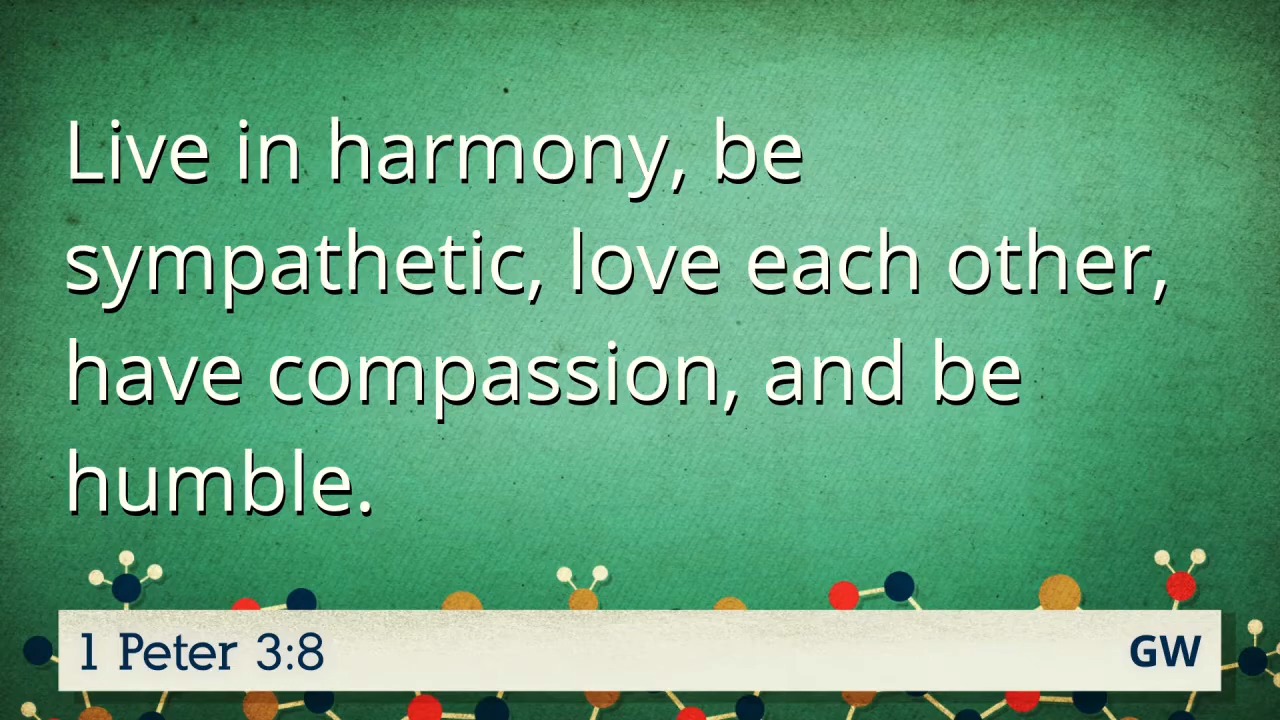 Live in harmony, be
sympathetic, love each other,
have compassion, and be
humble.
1 Peter 3:8
GW